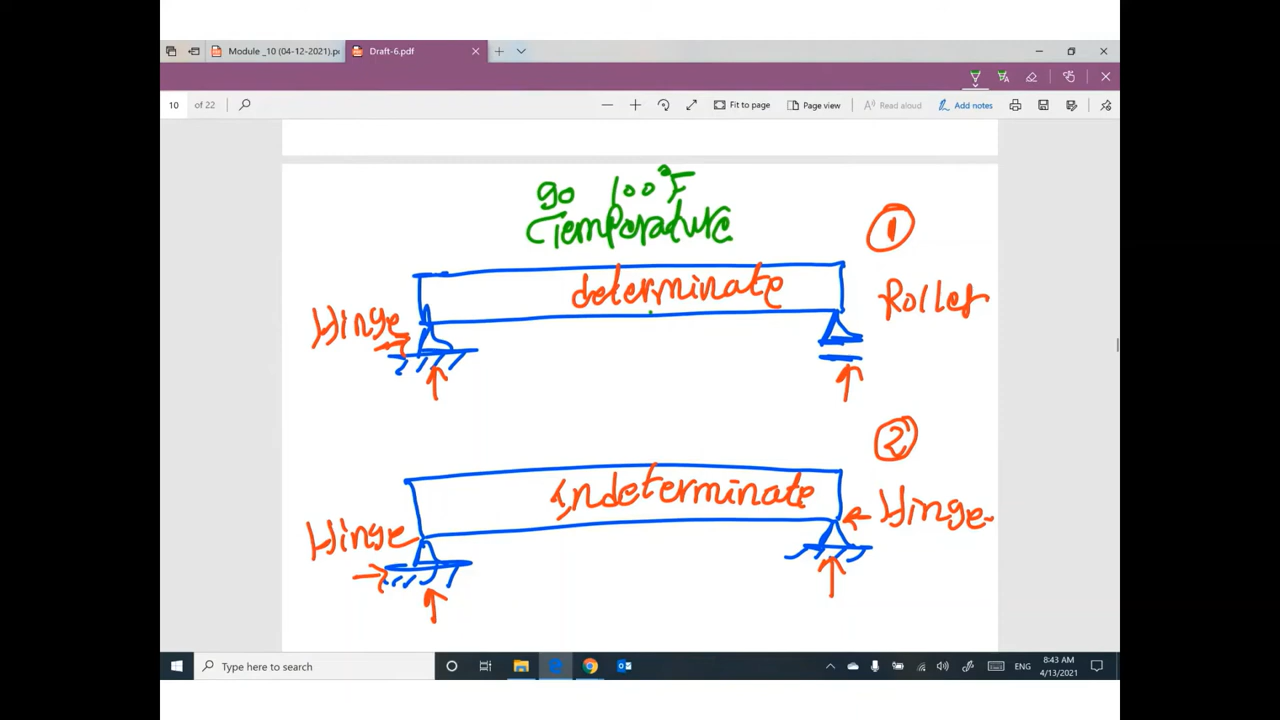 Module _10 (04-12-2021).p
Draft-6.pdf
10 of 22
Fit to page
Page view
Read aloud
Add notes
90 100°F
Temperature
1
determinate
Hinge
Roller
2
Indeterminate
Hinge
Hinge
Type here to search
ENG
8:43 AM
4/13/2021